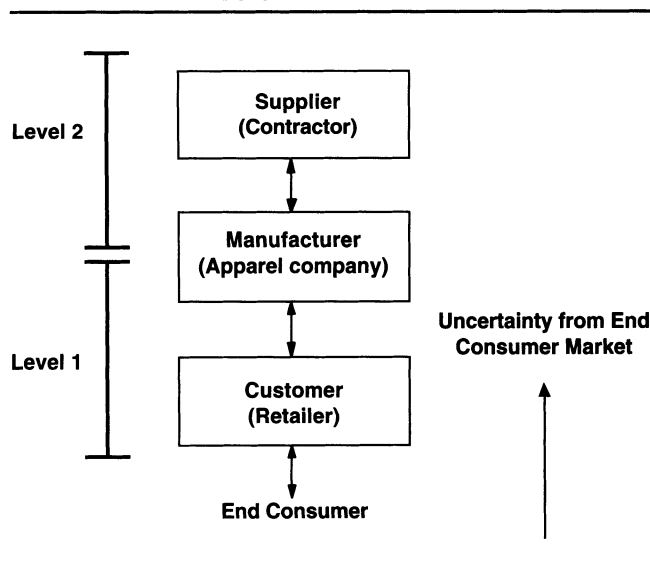 Supplier
(Contractor)
Level 2
Manufacturer
(Apparel company)
Uncertainty from End
Consumer Market
Level 1
Customer
(Retailer)
End Consumer